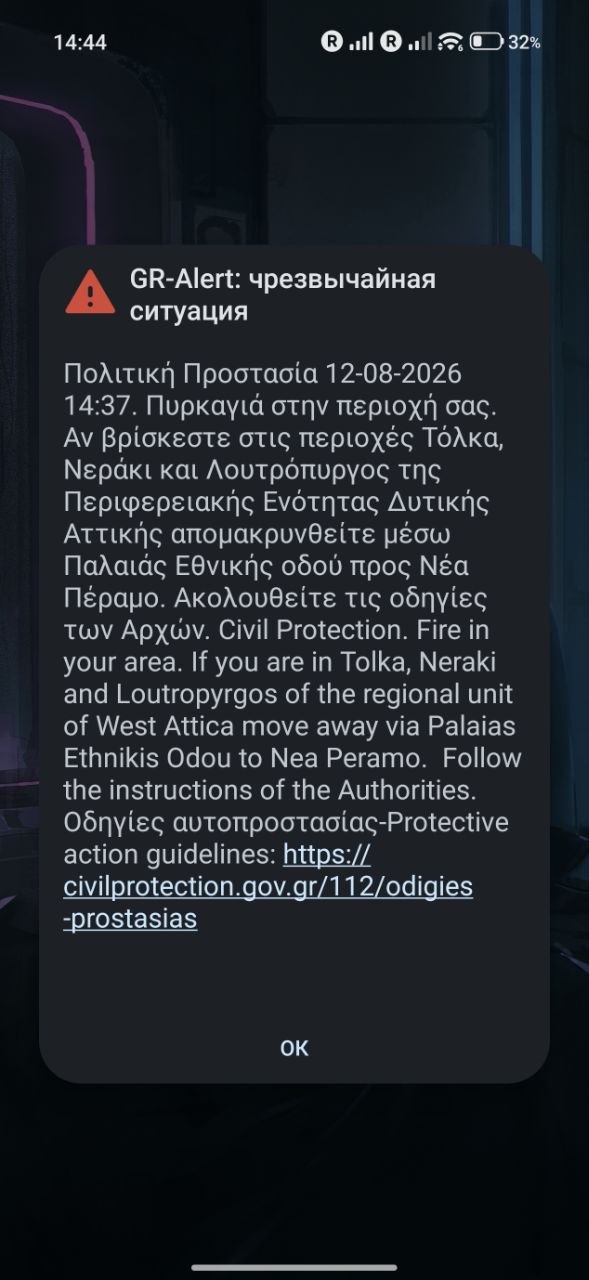 14:44
R R 6 32%
GR-Alert: чрезвычайная
ситуация
Πολιτική Προστασία 12-08-2026
14:37. Πυρκαγιά στην περιοχή σας.
Αν βρίσκεστε στις περιοχές Τόλκα,
Νεράκι και Λουτρόπυργος της
Περιφερειακής Ενότητας Δυτικής
Αττικής απομακρυνθείτε μέσω
Παλαιάς Εθνικής οδού προς Νέα
Πέραμο. Ακολουθείτε τις οδηγίες
των Αρχών. Civil Protection. Fire in
your area. If you are in Tolka, Neraki
and Loutropyrgos of the regional unit
of West Attica move away via Palaias
Ethnikis Odou to Nea Peramo.  Follow
the instructions of the Authorities.
Οδηγίες αυτοπροστασίας-Protective
action guidelines: https://
civilprotection.gov.gr/112/odigies
-prostasias
ОК